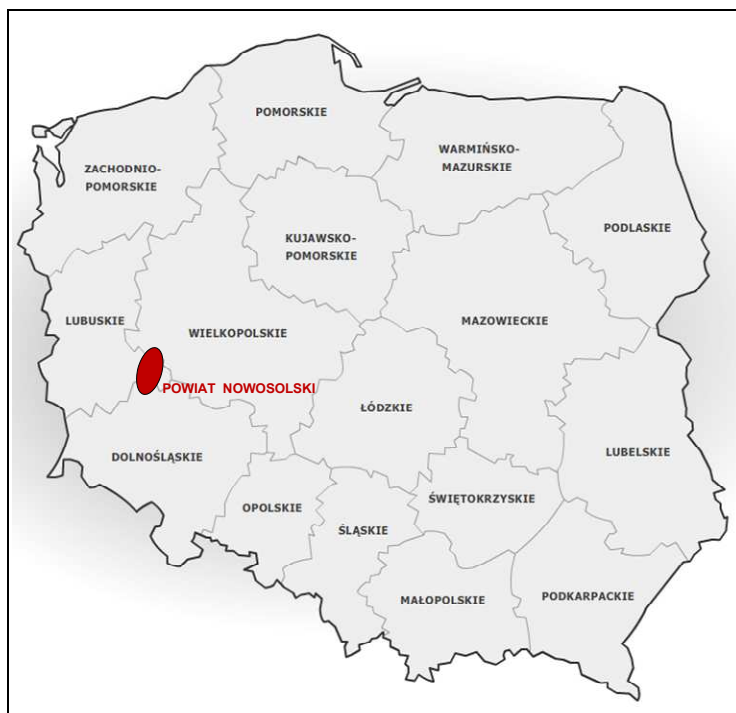 POMORSKIE
WARMIŃSKO-
MAZURSKIE
ZACHODNIO-
POMORSKIE
PODLASKIE
KUJAWSKO-
POMORSKIE
LUBUSKIE
WIELKOPOLSKIE
MAZOWIECKIE
POWIAT NOWOSOLSKI
ŁÓDZKIE
DOLNOŚLĄSKIE
LUBELSKIE
ŚWIĘTOKRZYSKIE
OPOLSKIE
ŚLĄSKIE
MAŁOPOLSKIE
PODKARPACKIE